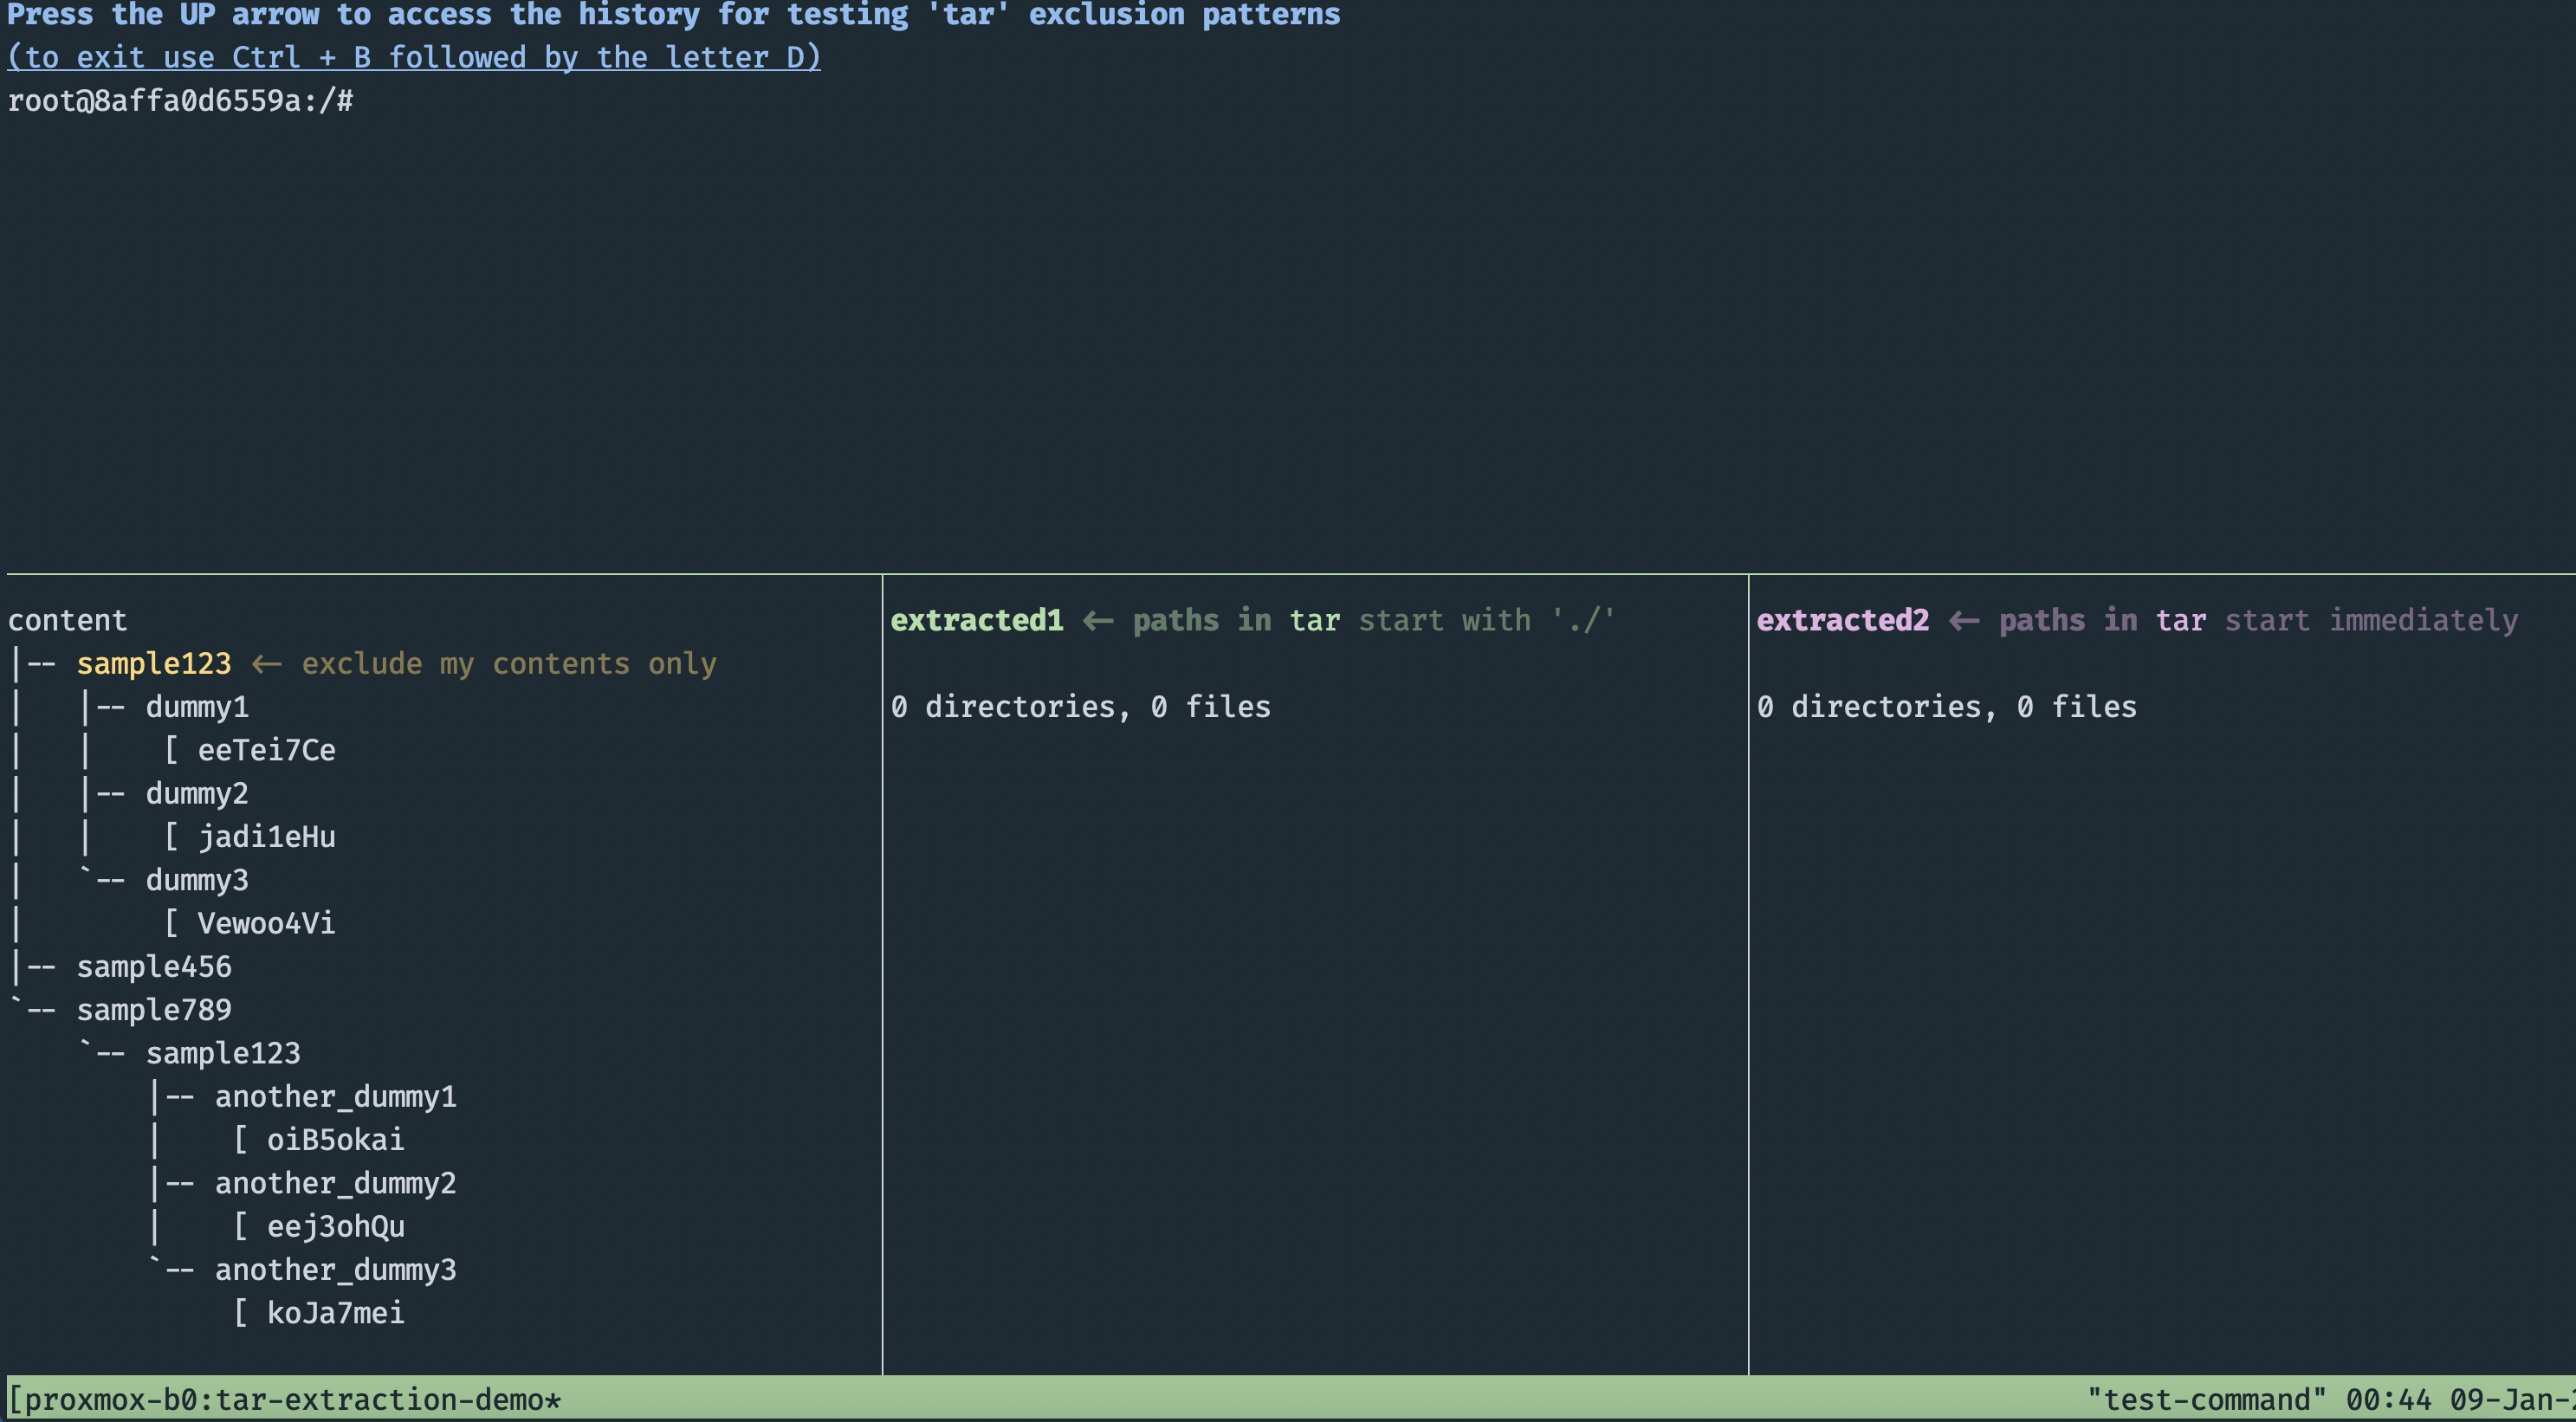 Press the UP arrow to access the history for testing 'tar' exclusion patterns
(to exit use Ctrl + B followed by the letter D)
root@8affa0d6559a:/#
content
|-- sample123 <- exclude my contents only
|   |-- dummy1
|   |    [ eeTei7Ce
|   |-- dummy2
|   |    [ jadi1eHu
|   `-- dummy3
|        [ Vewoo4Vi
|-- sample456
`-- sample789
    `-- sample123
        |-- another_dummy1
        |    [ oiB5okai
        |-- another_dummy2
        |    [ eej3ohQu
        `-- another_dummy3
             [ koJa7mei
extracted1 <- paths in tar start with './'
0 directories, 0 files
extracted2 <- paths in tar start immediately
0 directories, 0 files
[proxmox-b0:tar-extraction-demo*
"test-command" 00:44 09-Jan-